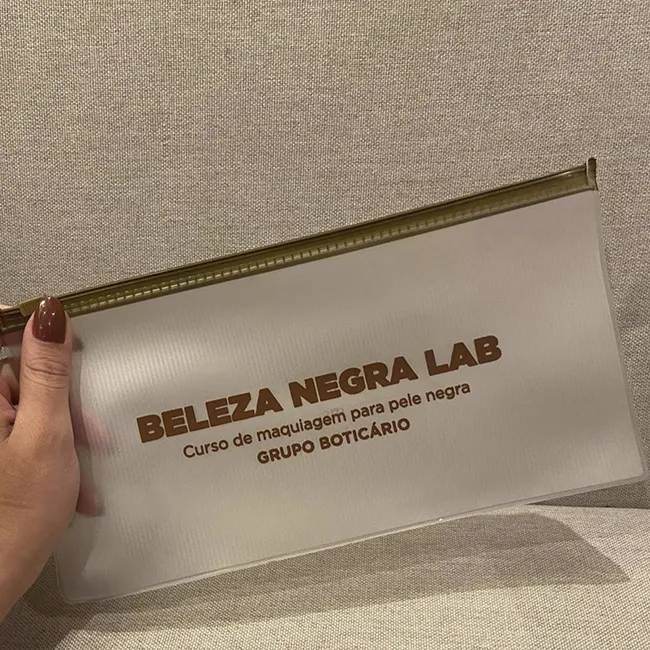 BELEZA NEGRA LAB
Curso de maquiagem para pele negra
GRUPO BOTICÁRIO